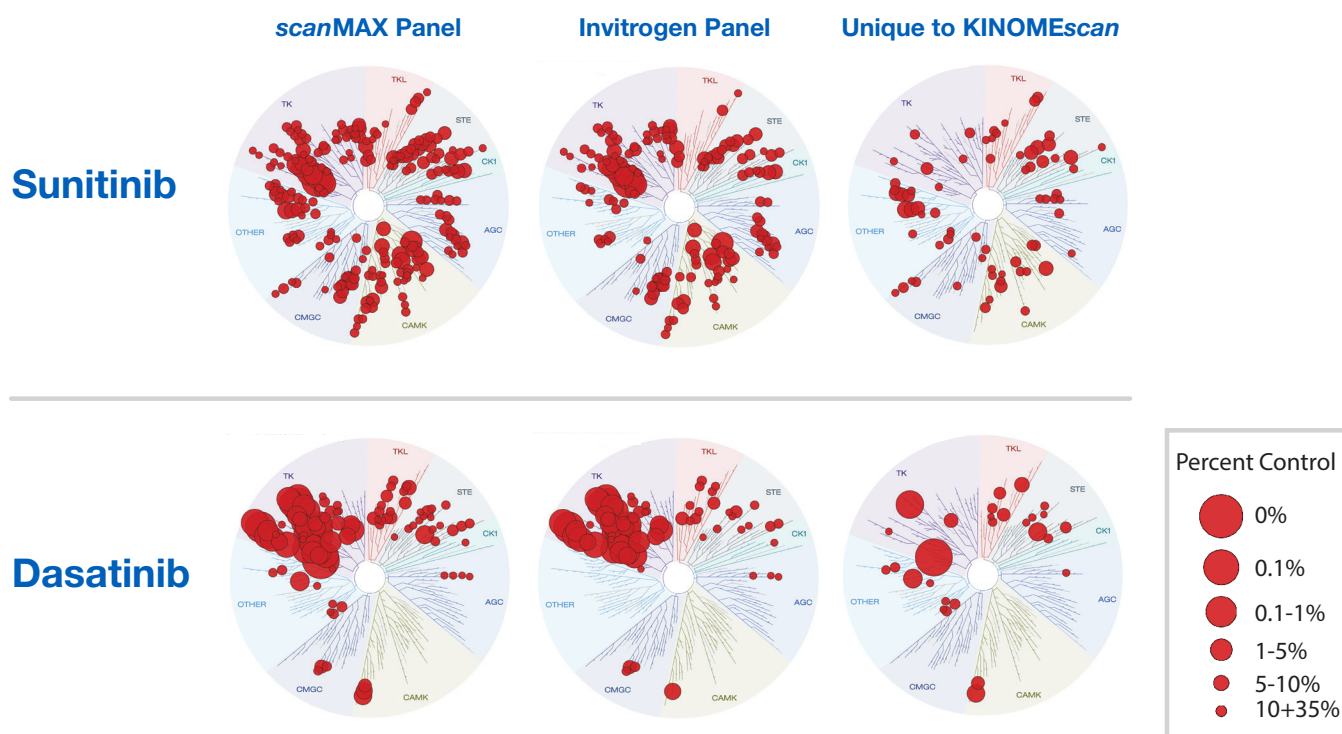 scanMAX Panel
Invitrogen Panel
Unique to KINOMEscan
Sunitinib
TKL
TK
STE
CK1
OTHER
AGC
CMGC
CAMK
TKL
TK
STE
CK1
OTHER
AGC
CMGC
CAMK
TKL
TK
STE
CK1
OTHER
AGC
CMGC
CAMK
Dasatinib
TKL
TK
STE
CK1
OTHER
AGC
CMGC
CAMK
TKL
TK
STE
CK1
OTHER
AGC
CMGC
CAMK
TKL
TK
STE
CK1
OTHER
AGC
CMGC
CAMK
Percent Control
0%
0.1%
0.1-1%
1-5%
5-10%
10+35%